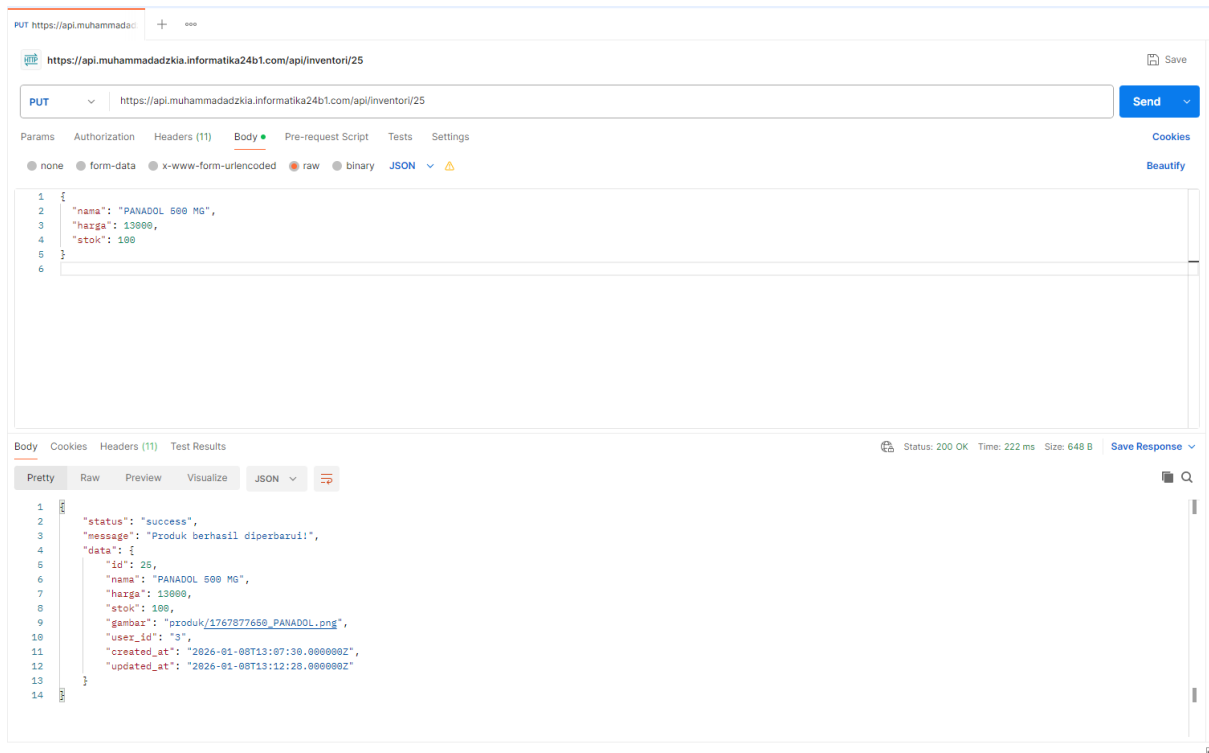 PUT https://api.muhammadad
https://api.muhammadadzkia.informatika24b1.com/api/inventori/25
Save
PUT https://api.muhammadadzkia.informatika24b1.com/api/inventori/25
Send
Params Authorization Headers (11) Body Pre-request Script Tests Settings
Cookies
none form-data x-www-form-urlencoded raw binary JSON
Beautify
1 {
2 "nama": "PANADOL 500 MG",
3 "harga": 13000,
4 "stok": 100
5 }
6
Body Cookies Headers (11) Test Results
Status: 200 OK Time: 222 ms Size: 648 B Save Response
Pretty Raw Preview Visualize JSON
1 {
2 "status": "success",
3 "message": "Produk berhasil diperbarui!",
4 "data": {
5 "id": 25,
6 "nama": "PANADOL 500 MG",
7 "harga": 13000,
8 "stok": 100,
9 "gambar": "produk/1767877650_PANADOL.png",
10 "user_id": "3",
11 "created_at": "2026-01-08T13:07:30.000000Z",
12 "updated_at": "2026-01-08T13:12:28.000000Z"
13 }
14 }